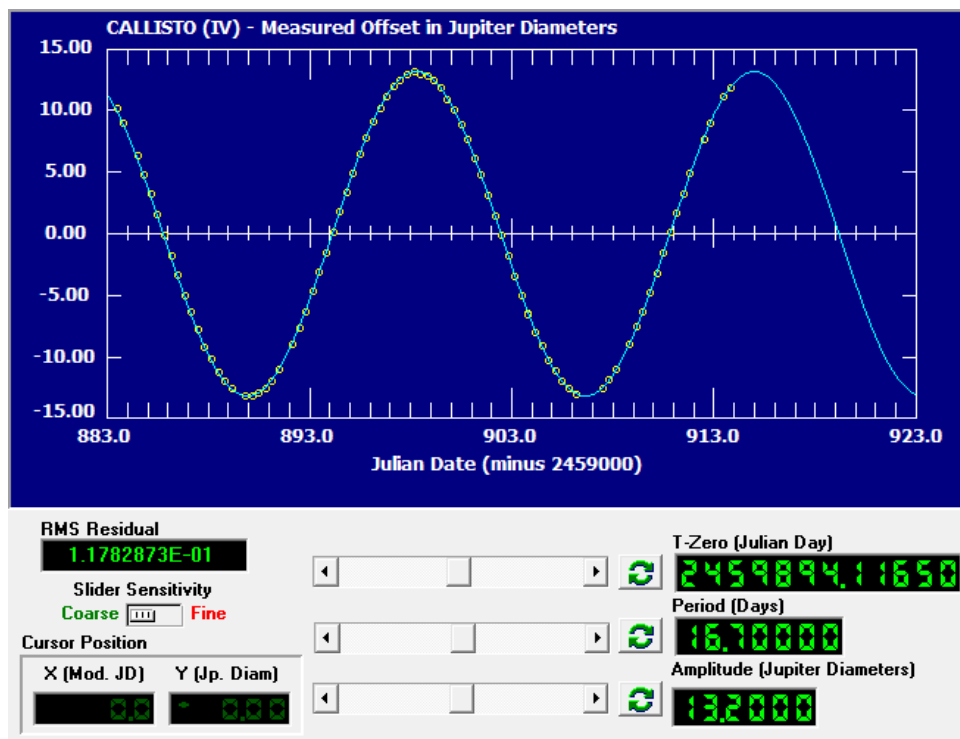 CALLISTO (IV) - Measured Offset in Jupiter Diameters
15.00
10.00
5.00
0.00
-5.00
-10.00
-15.00
883.0 893.0 903.0 913.0 923.0
Julian Date (minus 2459000)
RMS Residual
1.1782873E-01
Slider Sensitivity
Coarse Fine
Cursor Position
X (Mod. JD) Y (Jp. Diam)
0.0 - 0.00
T-Zero (Julian Day)
2459894.11650
Period (Days)
16.70000
Amplitude (Jupiter Diameters)
13.2000